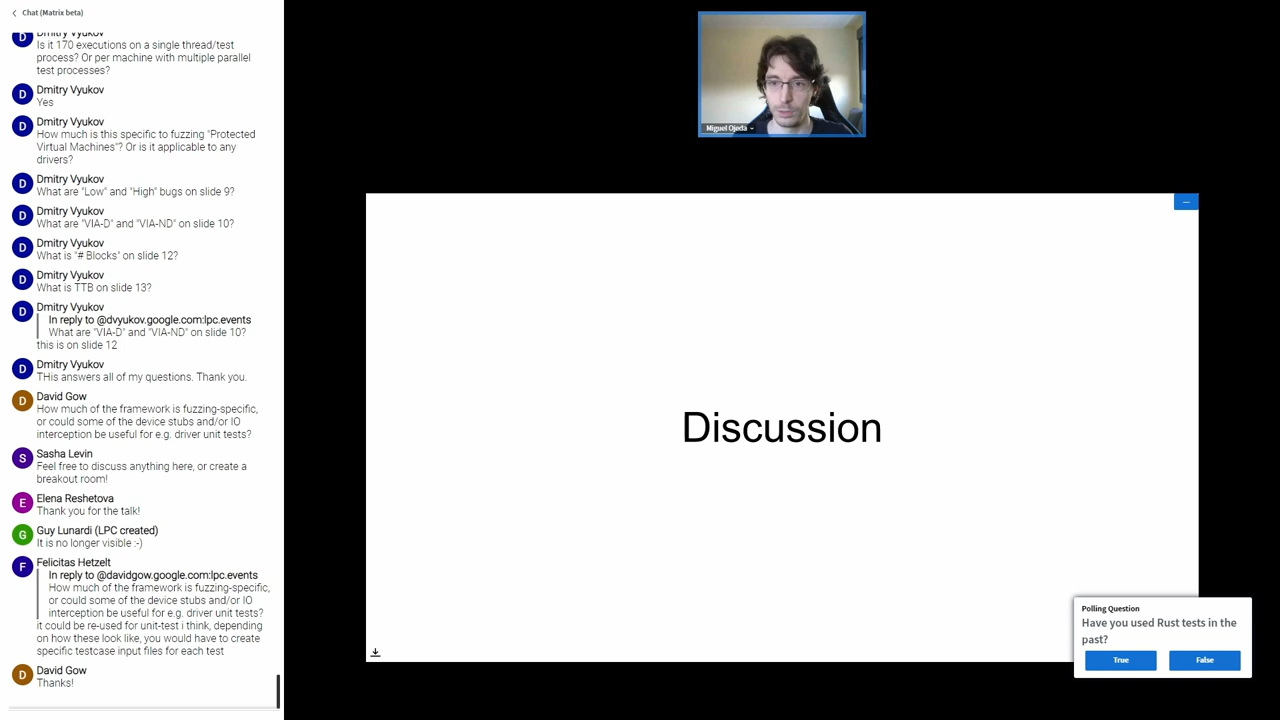 Chat (Matrix beta)
Dmitry Vyukov
Is it 170 executions on a single thread/test
process? Or per machine with multiple parallel
test processes?
Dmitry Vyukov
Yes
Dmitry Vyukov
How much is this specific to fuzzing "Protected
Virtual Machines"? Or is it applicable to any
drivers?
Dmitry Vyukov
What are "Low" and "High" bugs on slide 9?
Dmitry Vyukov
What are "VIA-D" and "VIA-ND" on slide 10?
Dmitry Vyukov
What is "# Blocks" on slide 12?
Dmitry Vyukov
What is TTB on slide 13?
Dmitry Vyukov
In reply to @dvyukov.google.com:lpc.events
What are "VIA-D" and "VIA-ND" on slide 10?
this is on slide 12
Dmitry Vyukov
THis answers all of my questions. Thank you.
David Gow
How much of the framework is fuzzing-specific,
or could some of the device stubs and/or IO
interception be useful for e.g. driver unit tests?
Sasha Levin
Feel free to discuss anything here, or create a
breakout room!
Elena Reshetova
Thank you for the talk!
Guy Lunardi (LPC created)
It is no longer visible :-)
Felicitas Hetzelt
In reply to @davidgow.google.com:lpc.events
How much of the framework is fuzzing-specific,
or could some of the device stubs and/or IO
interception be useful for e.g. driver unit tests?
it could be re-used for unit-test i think, depending
on how these look like, you would have to create
specific testcase input files for each test
David Gow
Thanks!
D
D
D
D
D
D
D
D
D
D
S
E
G
F
D
Miguel Ojeda
Discussion
Polling Question
Have you used Rust tests in the
past?
True
False